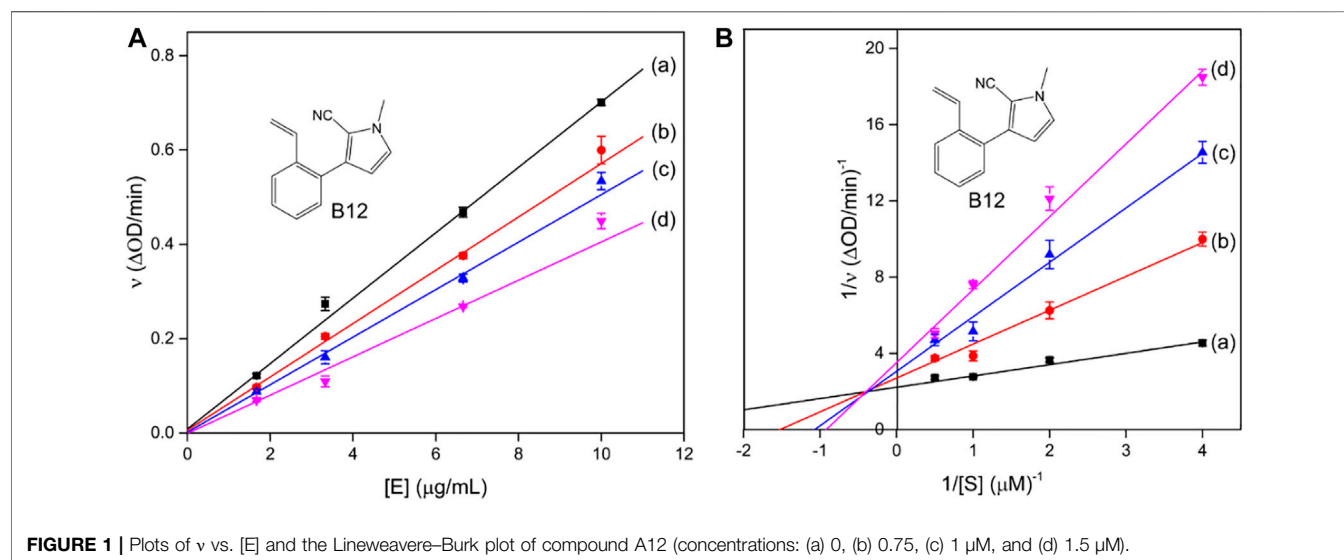 A
0.8
0.6
0.4
0.2
0.0
0
2
4
6
8
10
12
ν (ΔOD/min)
[E] (μg/mL)
NC
N
B12
(a)
(b)
(c)
(d)
B
20
16
12
8
4
0
-2
-1
0
1
2
3
4
1/ν (ΔOD/min)⁻¹
1/[S] (μM)⁻¹
NC
N
B12
(d)
(c)
(b)
(a)
FIGURE 1 | Plots of ν vs. [E] and the Lineweavere–Burk plot of compound A12 (concentrations: (a) 0, (b) 0.75, (c) 1 μM, and (d) 1.5 μM).